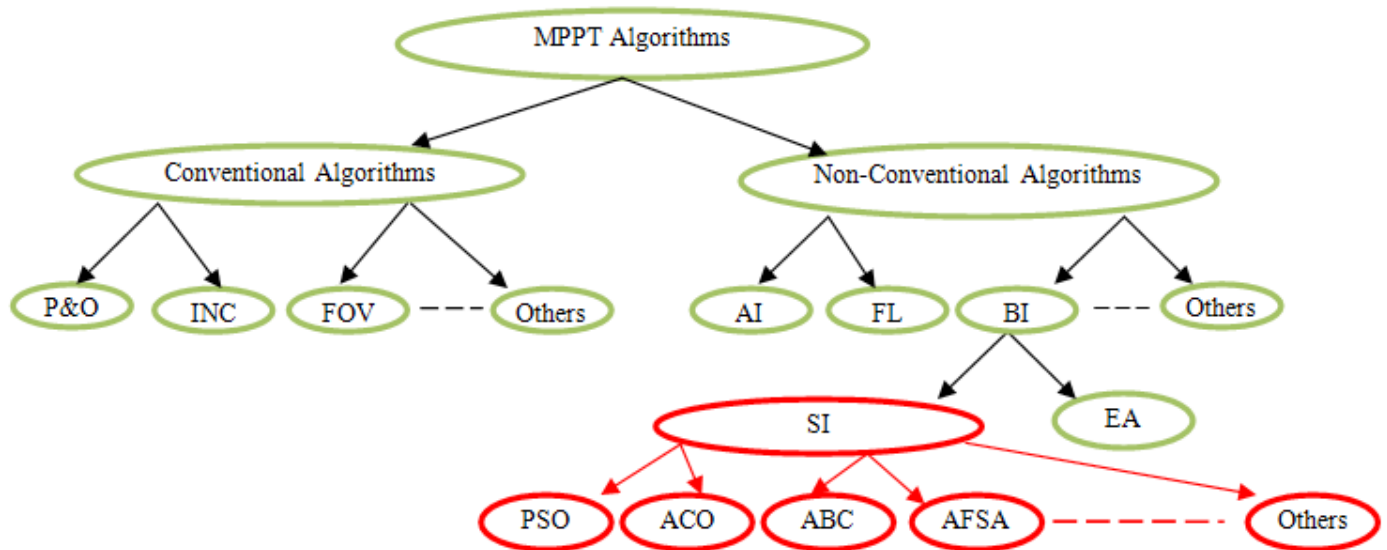 MPPT Algorithms
Conventional Algorithms
Non-Conventional Algorithms
P&O
INC
FOV
Others
AI
FL
BI
Others
SI
EA
PSO
ACO
ABC
AFSA
Others